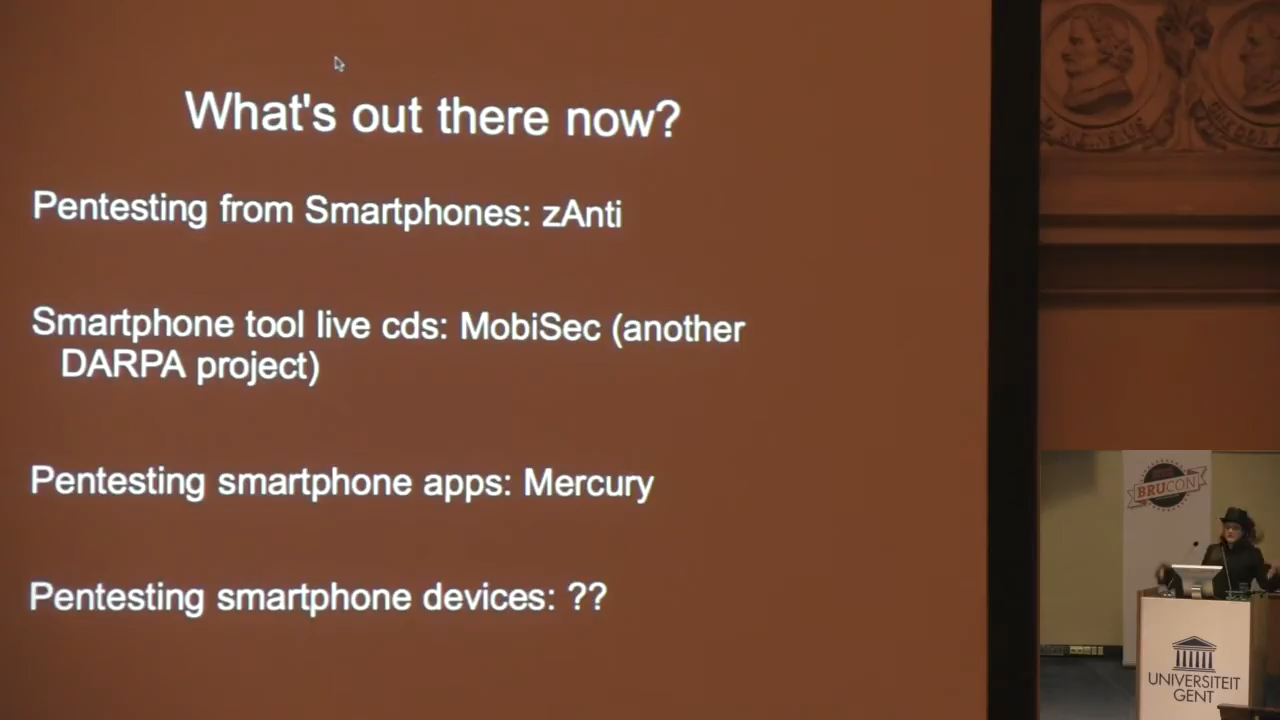 What's out there now?
Pentesting from Smartphones: zAnti
Smartphone tool live cds: MobiSec (another
DARPA project)
Pentesting smartphone apps: Mercury
Pentesting smartphone devices: ??
BRUCON
UNIVERSITEIT
GENT